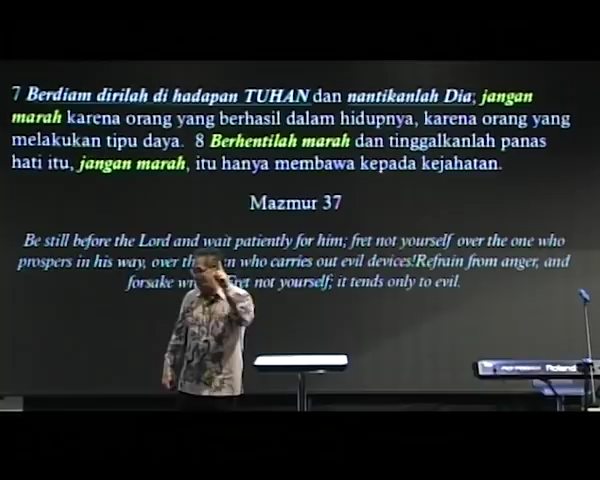 7 Berdiam dirilah di hadapan TUHAN dan nantikanlah Dia; jangan
marah karena orang yang berhasil dalam hidupnya, karena orang yang
melakukan tipu daya. 8 Berhentilah marah dan tinggalkanlah panas
hati itu, jangan marah, itu hanya membawa kepada kejahatan.
Mazmur 37
Be still before the Lord and wait patiently for him; fret not yourself over the one who
prospers in his way, over the who carries out evil devices!Refrain from anger, and
forsake not yourself; it tends only to evil.
Roland